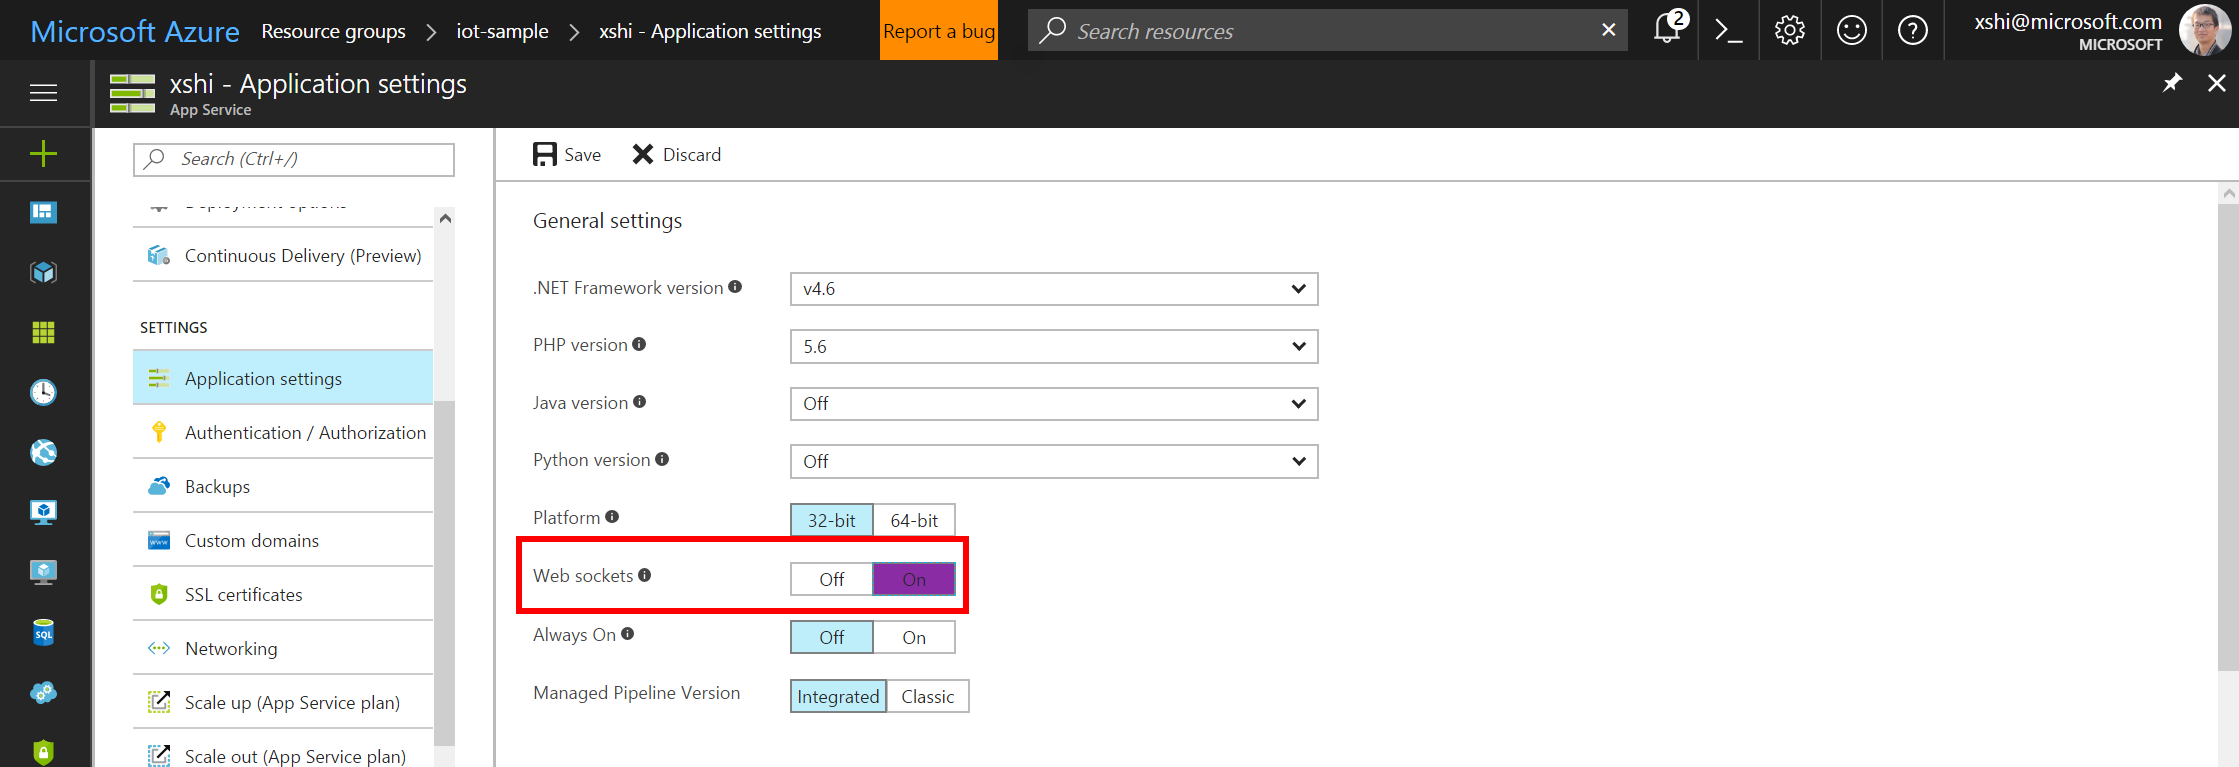 Microsoft Azure Resource groups > iot-sample > xshi - Application settings Report a bug Search resources 2 xshi@microsoft.com
MICROSOFT
xshi - Application settings
App Service
Search (Ctrl+/)
Save Discard
Deployment options
General settings
Continuous Delivery (Preview)
.NET Framework version v4.6
SETTINGS
PHP version 5.6
Application settings
Java version Off
Authentication / Authorization
Python version Off
Backups
Platform 32-bit 64-bit
Custom domains
www
Web sockets Off On
SSL certificates
Always On Off On
SQL
Networking
Managed Pipeline Version Integrated Classic
Scale up (App Service plan)
Scale out (App Service plan)